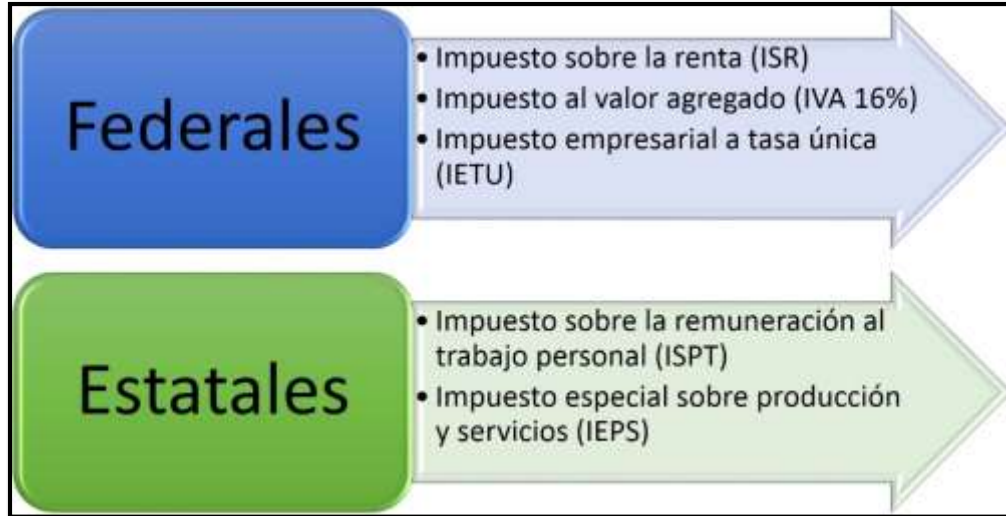 Federales
• Impuesto sobre la renta (ISR)
• Impuesto al valor agregado (IVA 16%)
• Impuesto empresarial a tasa única
(IETU)
Estatales
• Impuesto sobre la remuneración al
trabajo personal (ISPT)
• Impuesto especial sobre producción
y servicios (IEPS)